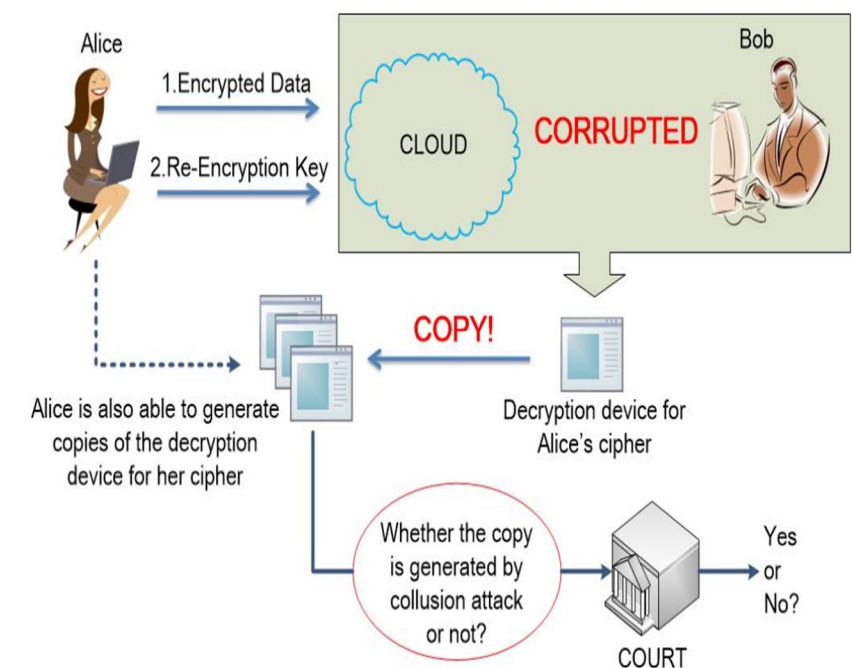 Alice
Bob
1.Encrypted Data
CLOUD
CORRUPTED
2.Re-Encryption Key
COPY!
Alice is also able to generate
copies of the decryption
device for her cipher
Decryption device for
Alice's cipher
Whether the copy
is generated by
collusion attack
or not?
COURT
Yes
or
No?